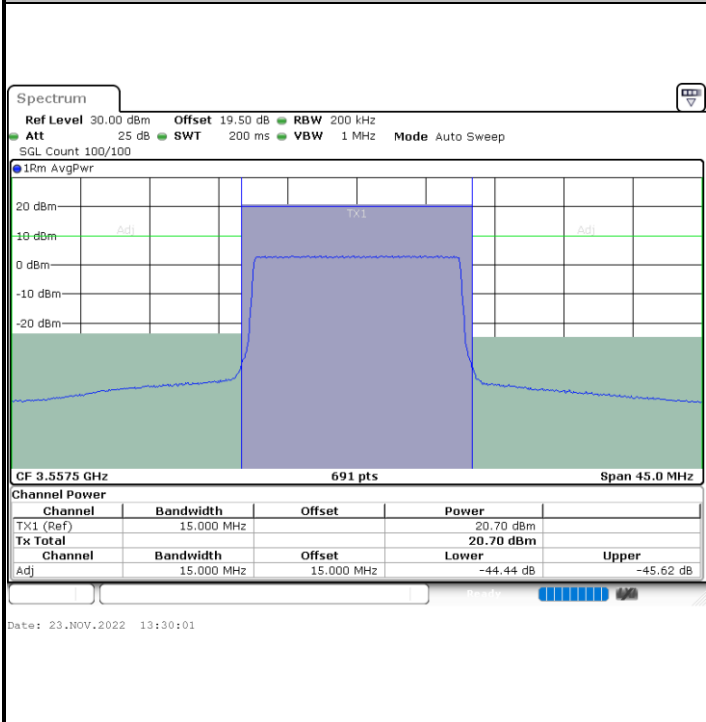 Spectrum
Ref Level 30.00 dBm Offset 19.50 dB RBW 200 kHz
Att 25 dB SWT 200 ms VBW 1 MHz Mode Auto Sweep
SGL Count 100/100
1Rm AvgPwr
20 dBm
TX1
10 dBm Adj Adj
0 dBm
-10 dBm
-20 dBm
CF 3.5575 GHz 691 pts Span 45.0 MHz
Channel Power
Channel Bandwidth Offset Power
TX1 (Ref) 15.000 MHz 20.70 dBm
Tx Total 20.70 dBm
Channel Bandwidth Offset Lower Upper
Adj 15.000 MHz 15.000 MHz -44.44 dB -45.62 dB
Ready
Date: 23.NOV.2022 13:30:01